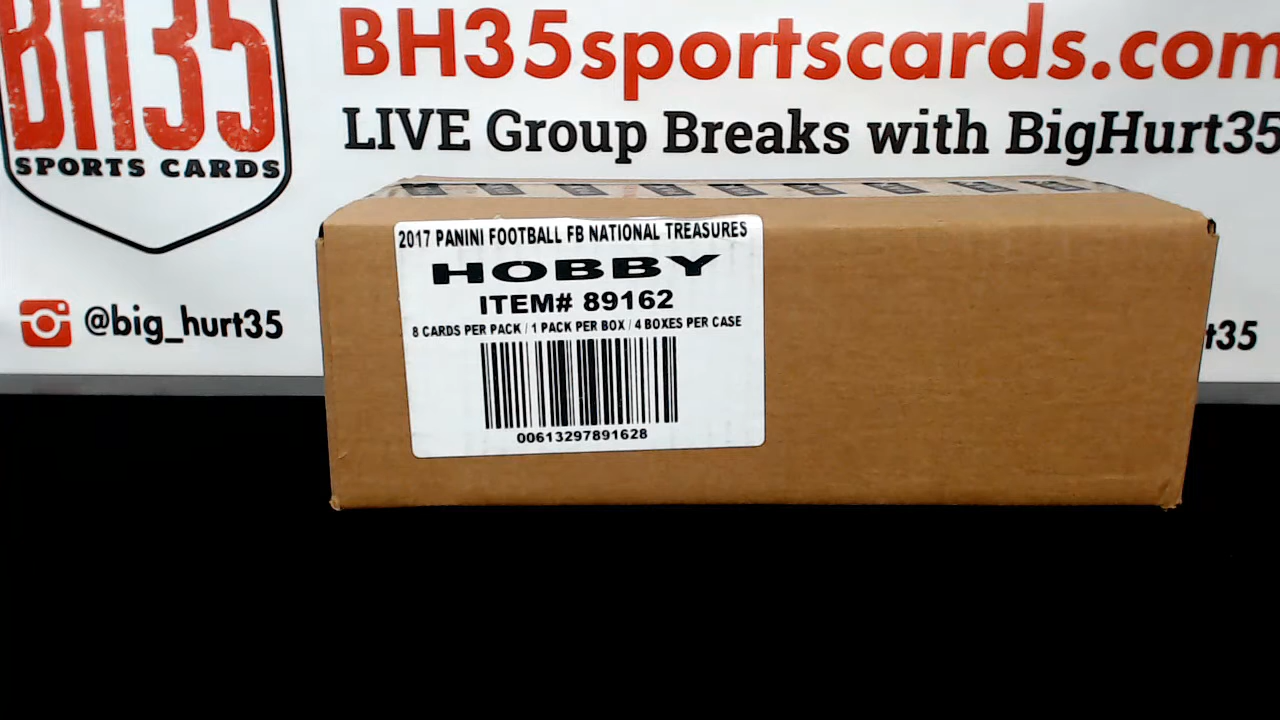 BH35
SPORTS CARDS
BH35sportscards.com
LIVE Group Breaks with BigHurt35
@big_hurt35
t35
2017 PANINI FOOTBALL FB NATIONAL TREASURES
HOBBY
ITEM# 89162
8 CARDS PER PACK / 1 PACK PER BOX / 4 BOXES PER CASE
00613297891628